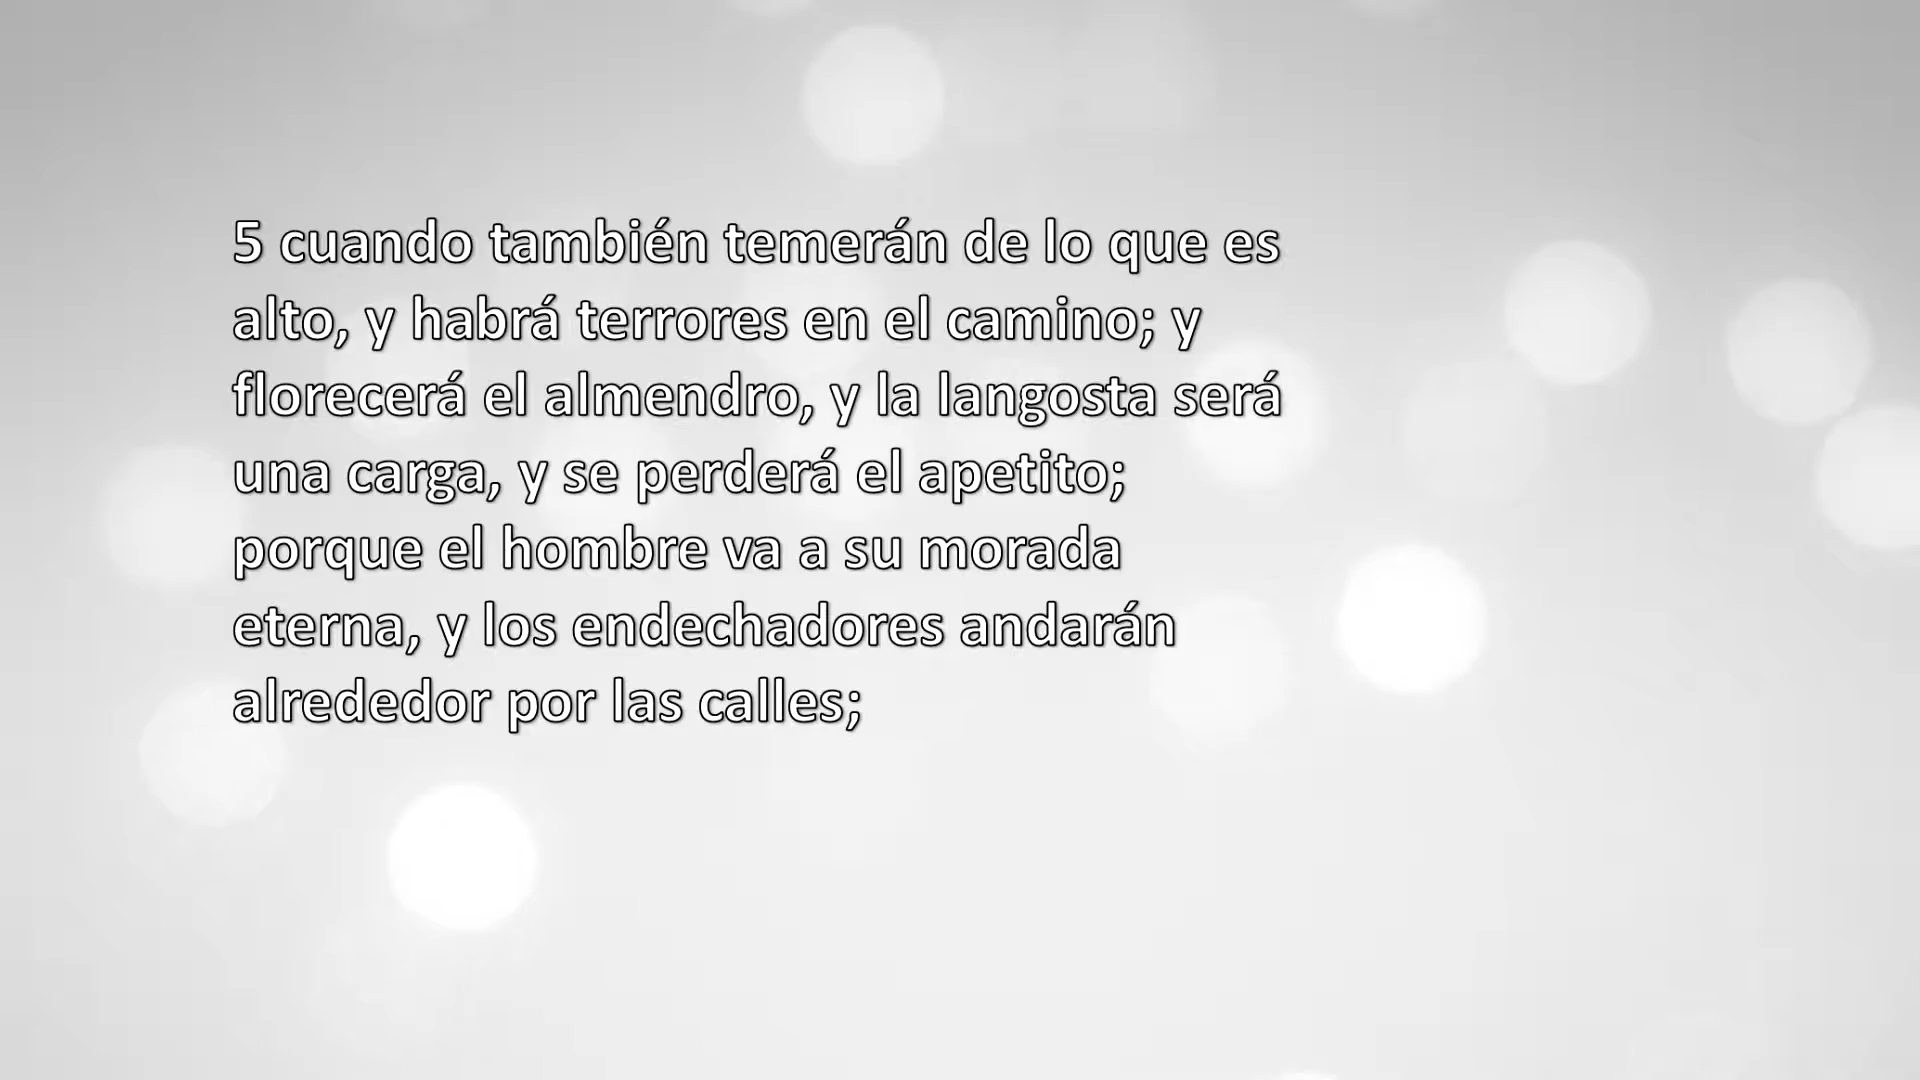 5 cuando también temerán de lo que es
alto, y habrá terrores en el camino; y
florecerá el almendro, y la langosta será
una carga, y se perderá el apetito;
porque el hombre va a su morada
eterna, y los endechadores andarán
alrededor por las calles;